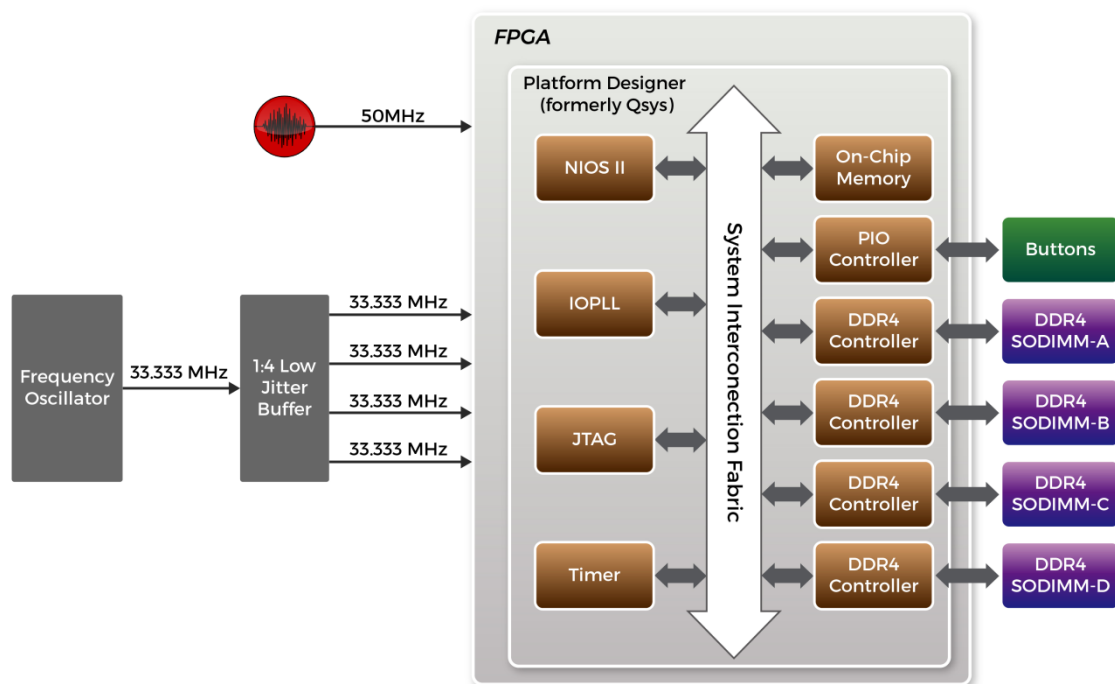 FPGA
Platform Designer
(formerly Qsys)
50MHz
NIOS II
On-Chip
Memory
PIO
Controller
Buttons
System Interconection Fabric
IOPLL
DDR4
Controller
DDR4
SODIMM-A
33.333 MHz
33.333 MHz
33.333 MHz
33.333 MHz
Frequency
Oscillator
33.333 MHz
1:4 Low
Jitter
Buffer
DDR4
Controller
DDR4
SODIMM-B
JTAG
DDR4
Controller
DDR4
SODIMM-C
Timer
DDR4
Controller
DDR4
SODIMM-D